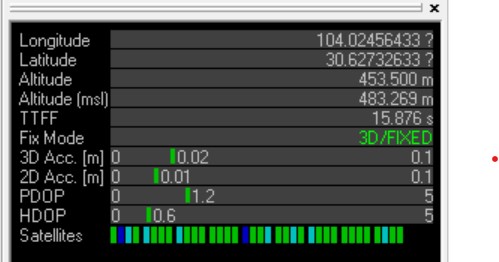 Longitude 104.02456433 ?
Latitude 30.62732633 ?
Altitude 453.500 m
Altitude (msl) 483.269 m
TTFF 15.876 s
Fix Mode 3D/FIXED
3D Acc. [m] 0 0.02 0.1
2D Acc. [m] 0 0.01 0.1
PDOP 0 1.2 5
HDOP 0 0.6 5
Satellites